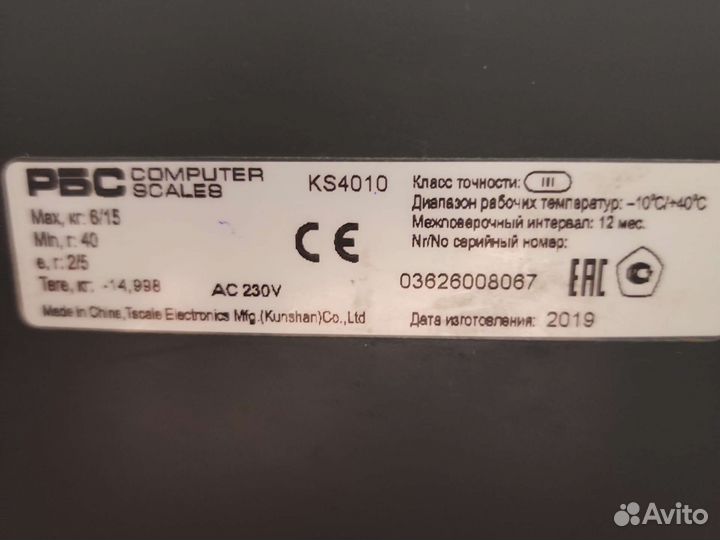 РБС COMPUTER SCALES KS4010
Max, кг: 6/15
Min, г: 40
e, г: 2/5
Tare, кг: -14,998
AC 230V
CE
Made in China, Tscale Electronics Mfg.(Kunshan)Co.,Ltd
Класс точности: III
Диапазон рабочих температур: -10°C/+40°C
Межповерочный интервал: 12 мес.
Nr/No серийный номер:
03626008067
EAC
Дата изготовления: 2019
Avito